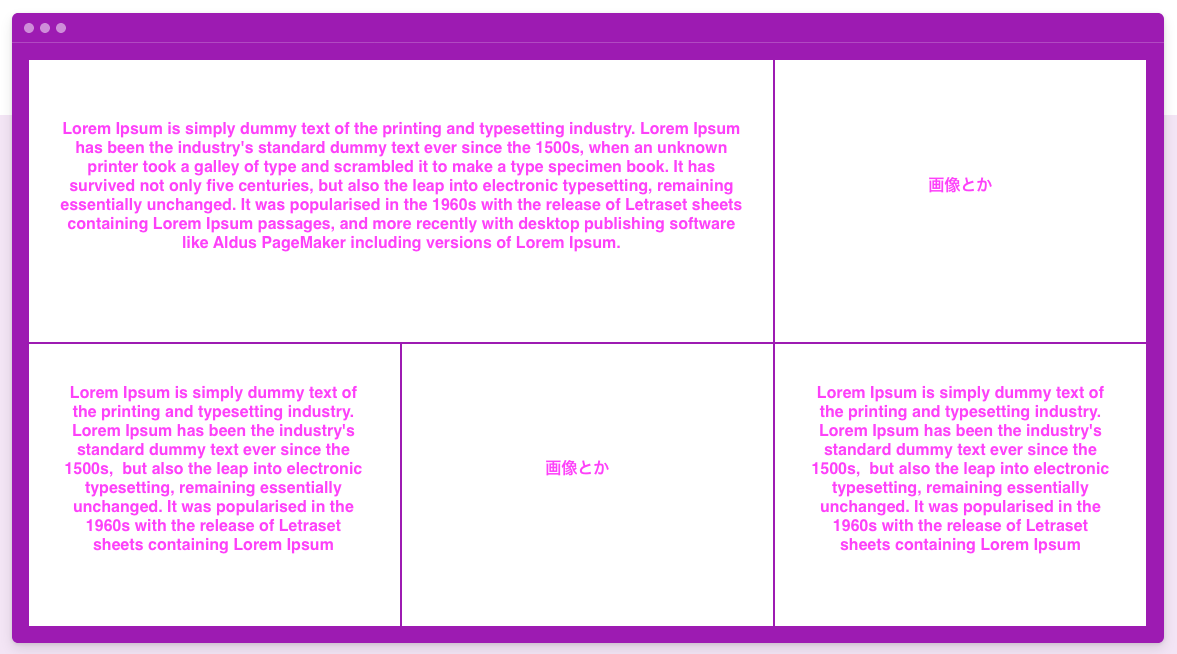 Lorem Ipsum is simply dummy text of the printing and typesetting industry. Lorem Ipsum
has been the industry's standard dummy text ever since the 1500s, when an unknown
printer took a galley of type and scrambled it to make a type specimen book. It has
survived not only five centuries, but also the leap into electronic typesetting, remaining
essentially unchanged. It was popularised in the 1960s with the release of Letraset sheets
containing Lorem Ipsum passages, and more recently with desktop publishing software
like Aldus PageMaker including versions of Lorem Ipsum.
画像とか
Lorem Ipsum is simply dummy text of
the printing and typesetting industry.
Lorem Ipsum has been the industry's
standard dummy text ever since the
1500s,  but also the leap into electronic
typesetting, remaining essentially
unchanged. It was popularised in the
1960s with the release of Letraset
sheets containing Lorem Ipsum
画像とか
Lorem Ipsum is simply dummy text of
the printing and typesetting industry.
Lorem Ipsum has been the industry's
standard dummy text ever since the
1500s,  but also the leap into electronic
typesetting, remaining essentially
unchanged. It was popularised in the
1960s with the release of Letraset
sheets containing Lorem Ipsum